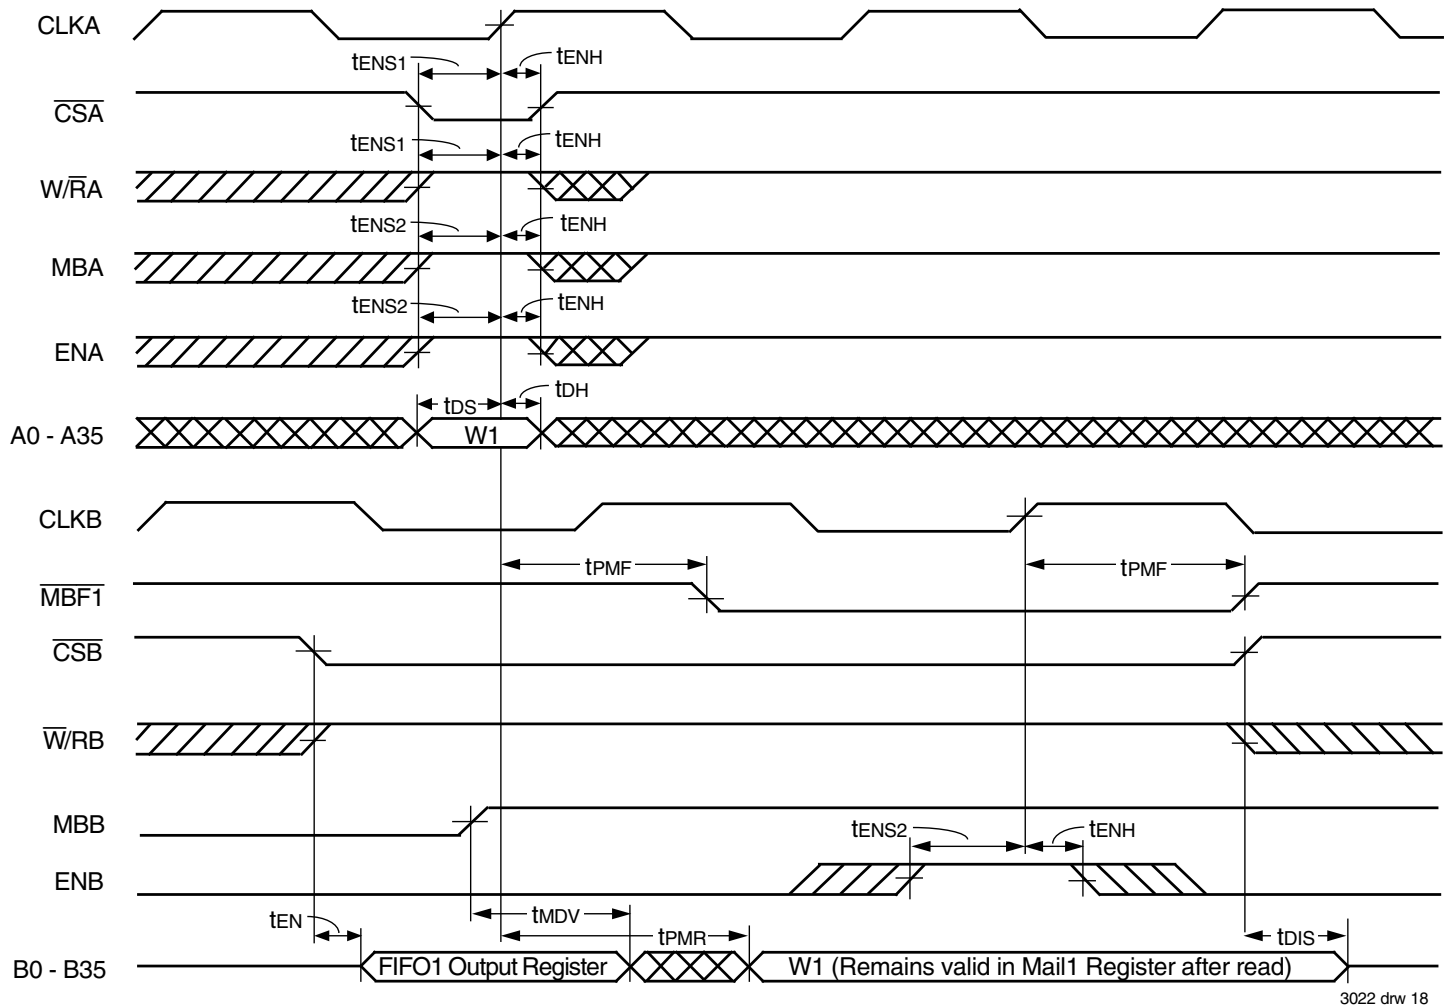 CLKA
tENS1
tENH
CSA
tENS1
tENH
W/RA
tENS2
tENH
MBA
tENS2
tENH
ENA
tDS
tDH
A0 - A35
W1
CLKB
tPMF
tPMF
MBF1
CSB
W/RB
MBB
tENS2
tENH
ENB
tEN
tMDV
tPMR
tDIS
B0 - B35
FIFO1 Output Register
W1 (Remains valid in Mail1 Register after read)
3022 drw 18